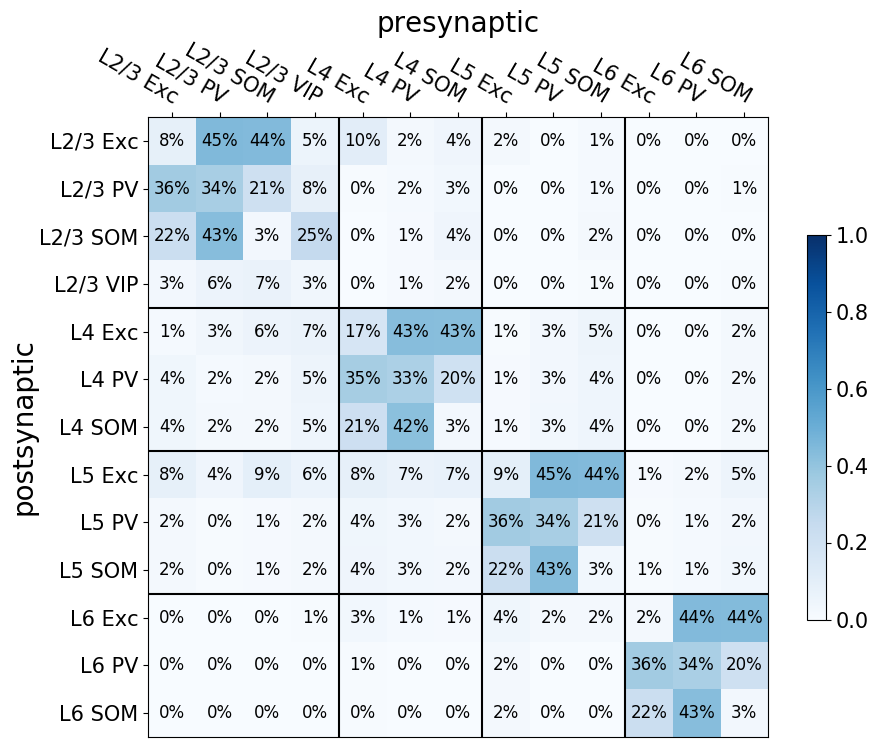 presynaptic
L2/3 Exc L2/3 PV L2/3 SOM L2/3 VIP L4 Exc L4 PV L4 SOM L5 Exc L5 PV L5 SOM L6 Exc L6 PV L6 SOM
postsynaptic
L2/3 Exc 8% 45% 44% 5% 10% 2% 4% 2% 0% 1% 0% 0% 0%
L2/3 PV 36% 34% 21% 8% 0% 2% 3% 0% 0% 1% 0% 0% 1%
L2/3 SOM 22% 43% 3% 25% 0% 1% 4% 0% 0% 2% 0% 0% 0%
L2/3 VIP 3% 6% 7% 3% 0% 1% 2% 0% 0% 1% 0% 0% 0%
L4 Exc 1% 3% 6% 7% 17% 43% 43% 1% 3% 5% 0% 0% 2%
L4 PV 4% 2% 2% 5% 35% 33% 20% 1% 3% 4% 0% 0% 2%
L4 SOM 4% 2% 2% 5% 21% 42% 3% 1% 3% 4% 0% 0% 2%
L5 Exc 8% 4% 9% 6% 8% 7% 7% 9% 45% 44% 1% 2% 5%
L5 PV 2% 0% 1% 2% 4% 3% 2% 36% 34% 21% 0% 1% 2%
L5 SOM 2% 0% 1% 2% 4% 3% 2% 22% 43% 3% 1% 1% 3%
L6 Exc 0% 0% 0% 1% 3% 1% 1% 4% 2% 2% 2% 44% 44%
L6 PV 0% 0% 0% 0% 1% 0% 0% 2% 0% 0% 36% 34% 20%
L6 SOM 0% 0% 0% 0% 0% 0% 0% 2% 0% 0% 22% 43% 3%
1.0
0.8
0.6
0.4
0.2
0.0